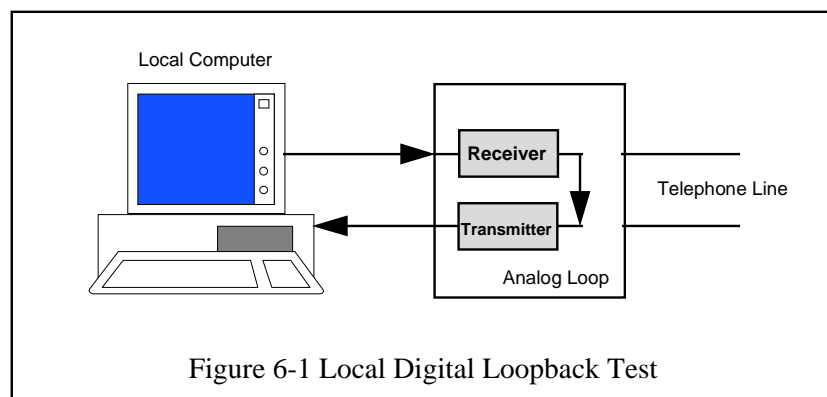 Local Computer
Receiver
Telephone Line
Transmitter
Analog Loop
Figure 6-1 Local Digital Loopback Test